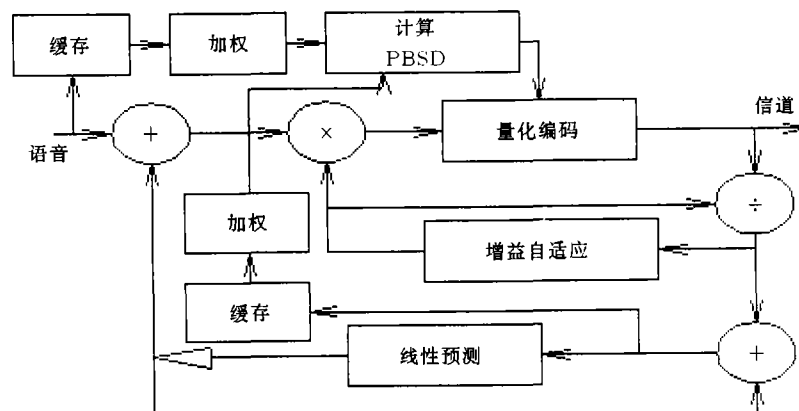 缓存
加权
计算
PBSD
信道
语音
+
×
量化编码
÷
加权
增益自适应
缓存
线性预测
+